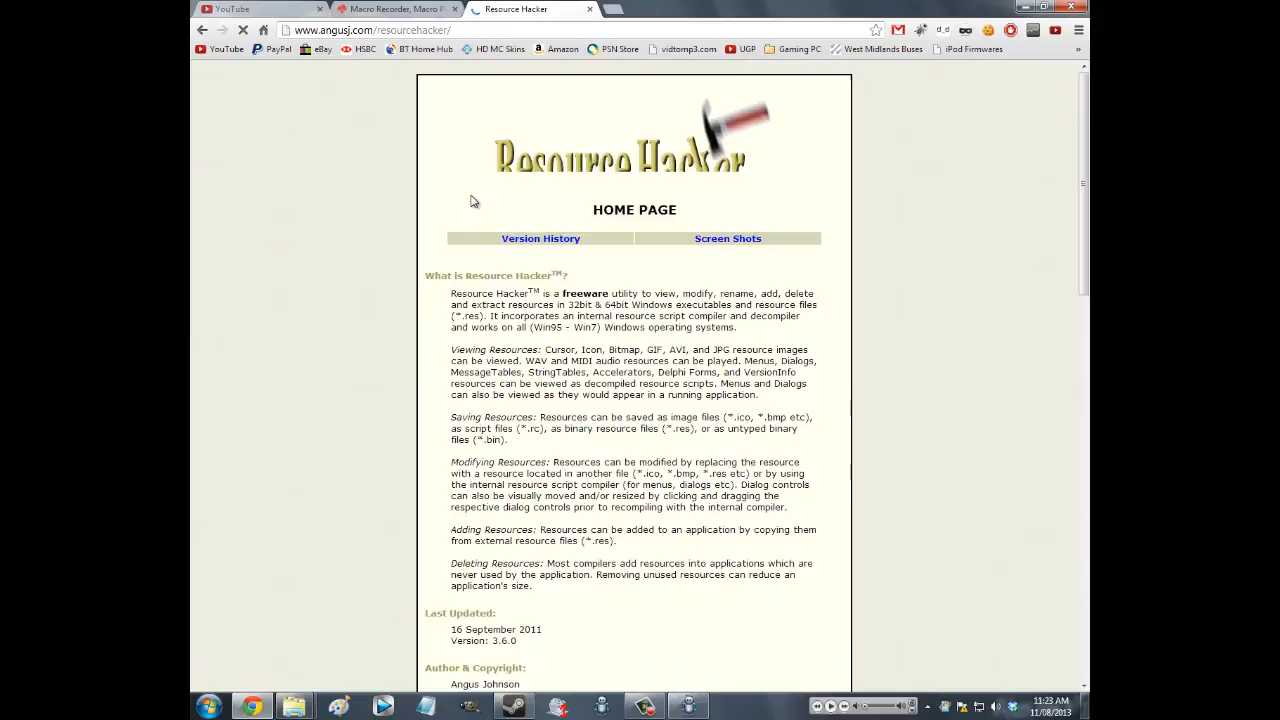 YouTube
Macro Recorder, Macro P
Resource Hacker
www.angusj.com/resourcehacker/
YouTube PayPal eBay HSBC BT Home Hub HD MC Skins Amazon PSN Store vidtomp3.com UGP Gaming PC West Midlands Buses iPod Firmwares »
Resource Hacker
HOME PAGE
Version History Screen Shots
What is Resource HackerTM?
Resource HackerTM is a freeware utility to view, modify, rename, add, delete
and extract resources in 32bit & 64bit Windows executables and resource files
(*.res). It incorporates an internal resource script compiler and decompiler
and works on all (Win95 - Win7) Windows operating systems.
Viewing Resources: Cursor, Icon, Bitmap, GIF, AVI, and JPG resource images
can be viewed. WAV and MIDI audio resources can be played. Menus, Dialogs,
MessageTables, StringTables, Accelerators, Delphi Forms, and VersionInfo
resources can be viewed as decompiled resource scripts. Menus and Dialogs
can also be viewed as they would appear in a running application.
Saving Resources: Resources can be saved as image files (*.ico, *.bmp etc),
as script files (*.rc), as binary resource files (*.res), or as untyped binary
files (*.bin).
Modifying Resources: Resources can be modified by replacing the resource
with a resource located in another file (*.ico, *.bmp, *.res etc) or by using
the internal resource script compiler (for menus, dialogs etc). Dialog controls
can also be visually moved and/or resized by clicking and dragging the
respective dialog controls prior to recompiling with the internal compiler.
Adding Resources: Resources can be added to an application by copying them
from external resource files (*.res).
Deleting Resources: Most compilers add resources into applications which are
never used by the application. Removing unused resources can reduce an
application's size.
Last Updated:
16 September 2011
Version: 3.6.0
Author & Copyright:
Angus Johnson
11:23 AM
11/08/2013